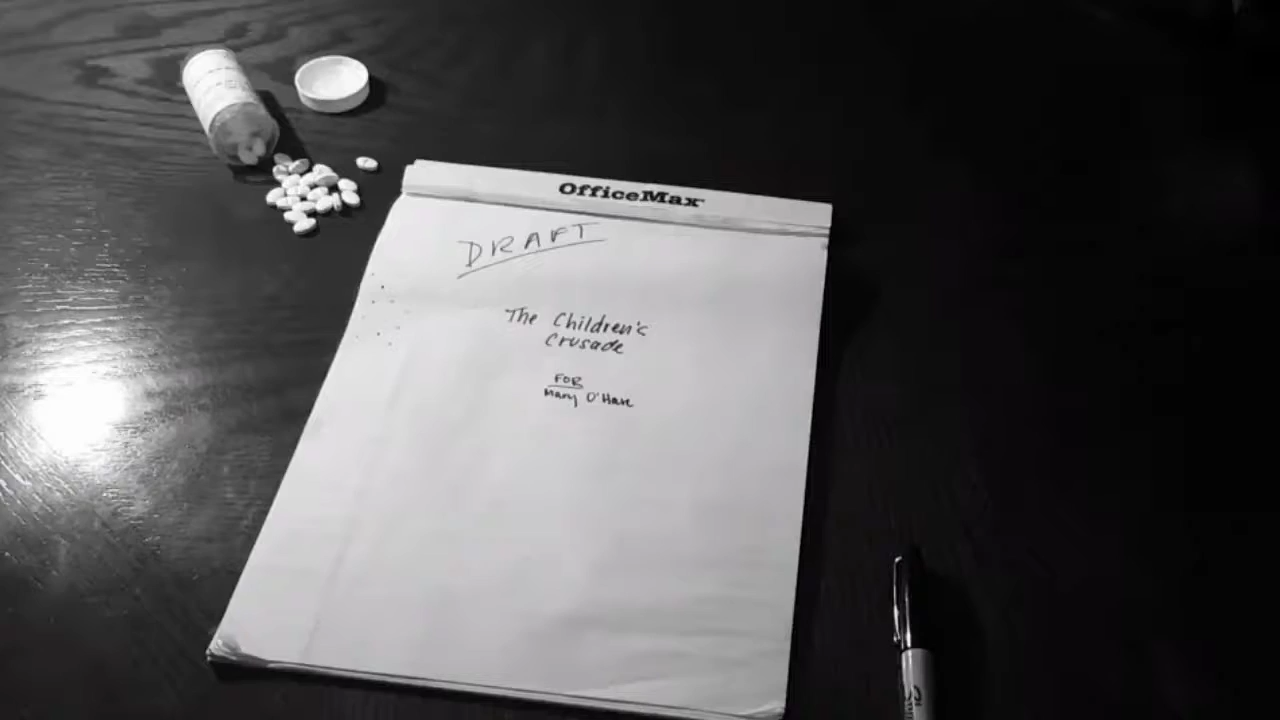 OfficeMax
DRAFT
The Children's
Crusade
FOR
Mary O'Hare